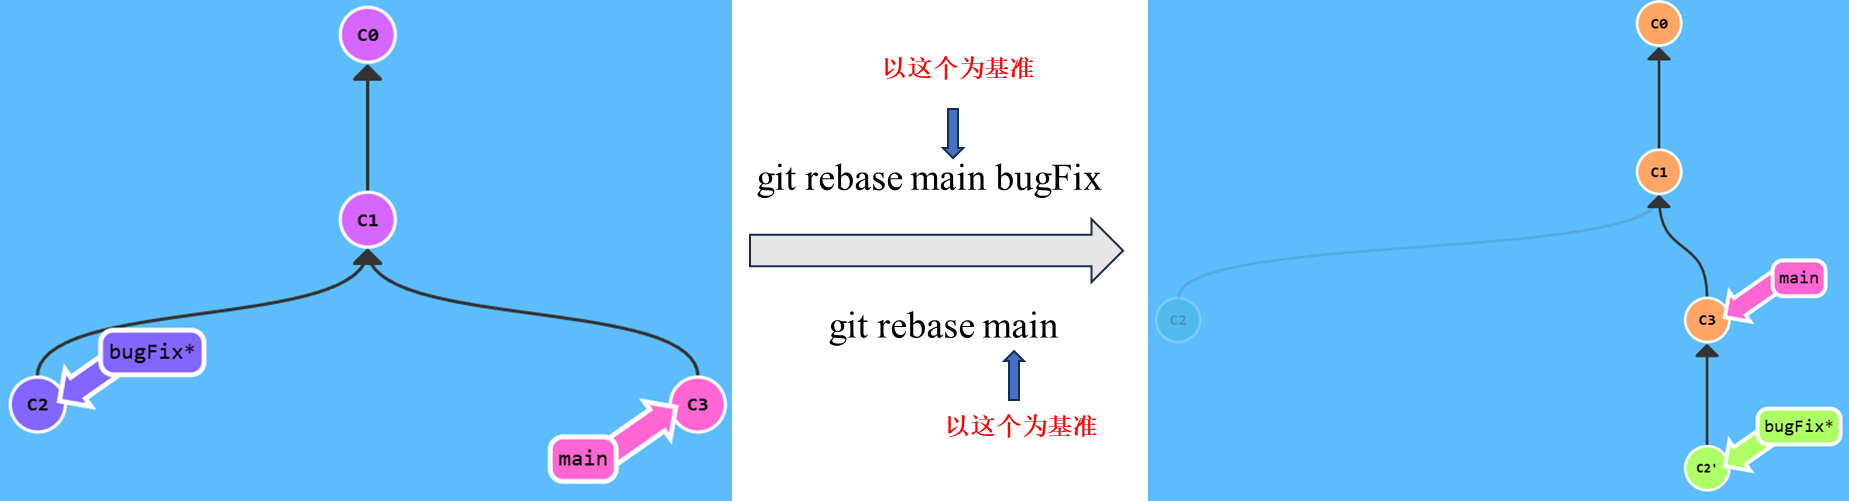 C0
C1
bugFix*
C2
C3
main
以这个为基准
git rebase main bugFix
git rebase main
以这个为基准
C0
C1
main
C2
C3
bugFix*
C2'